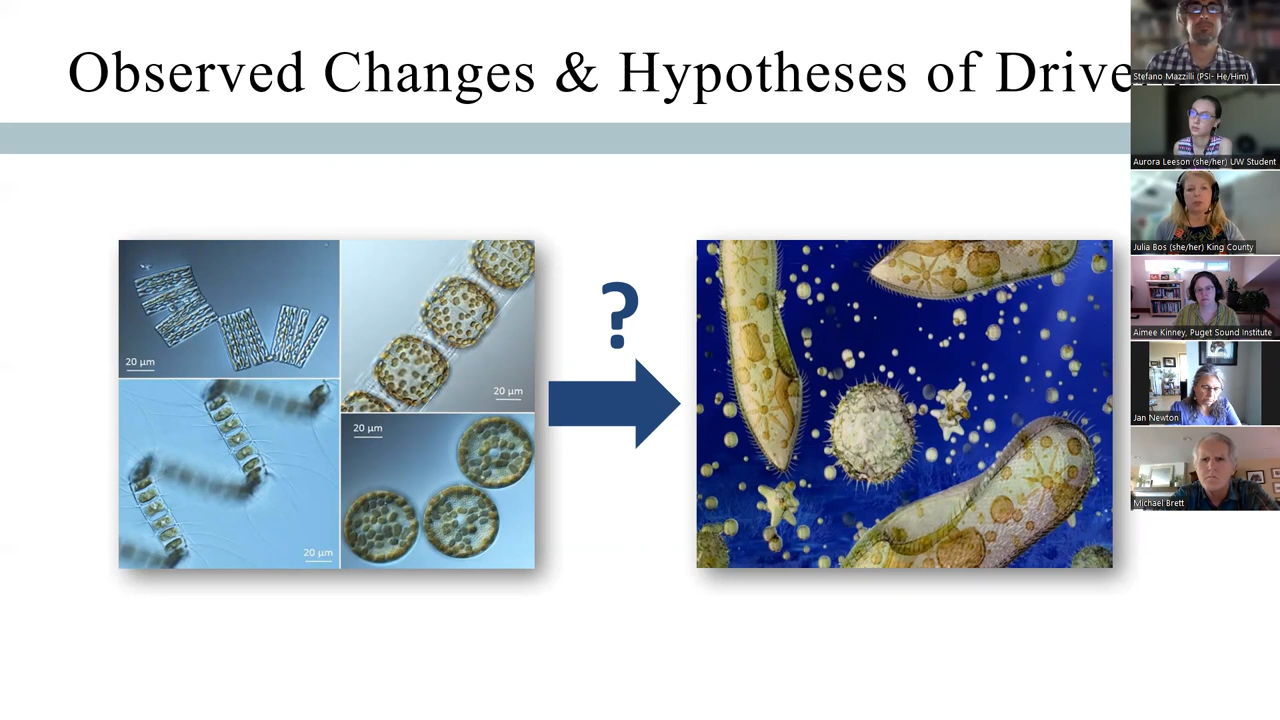 Observed Changes & Hypotheses of Drive
20 µm
20 µm
20 µm
20 µm
?
Stefano Mazzilli (PSI- He/Him)
Aurora Leeson (she/her) UW Student
Julia Bos (she/her) King County
Aimee Kinney, Puget Sound Institute
Jan Newton
Michael Brett